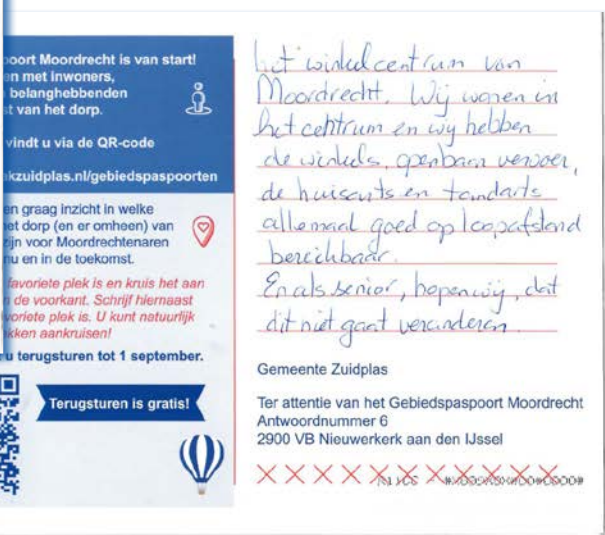 poort Moordrecht is van start!
en met inwoners,
belanghebbenden
st van het dorp.
vindt u via de QR-code
akzuidplas.nl/gebiedspaspoorten
en graag inzicht in welke
et dorp (en er omheen) van
zijn voor Moordrechtenaren
nu en in de toekomst.
favoriete plek is en kruis het aan
n de voorkant. Schrijf hiernaast
voriete plek is. U kunt natuurlijk
kken aankruisen!
u terugsturen tot 1 september.
Terugsturen is gratis!
het winkelcentrum van
Moordrecht. Wij wonen in
het centrum en wij hebben
de winkels, openbaar vervoer,
de huisarts en tandarts
allemaal goed op loopafstand
bereikbaar.
En als senior, hopen wij, dat
dit niet gaat veranderen.
Gemeente Zuidplas
Ter attentie van het Gebiedspaspoort Moordrecht
Antwoordnummer 6
2900 VB Nieuwerkerk aan den IJssel